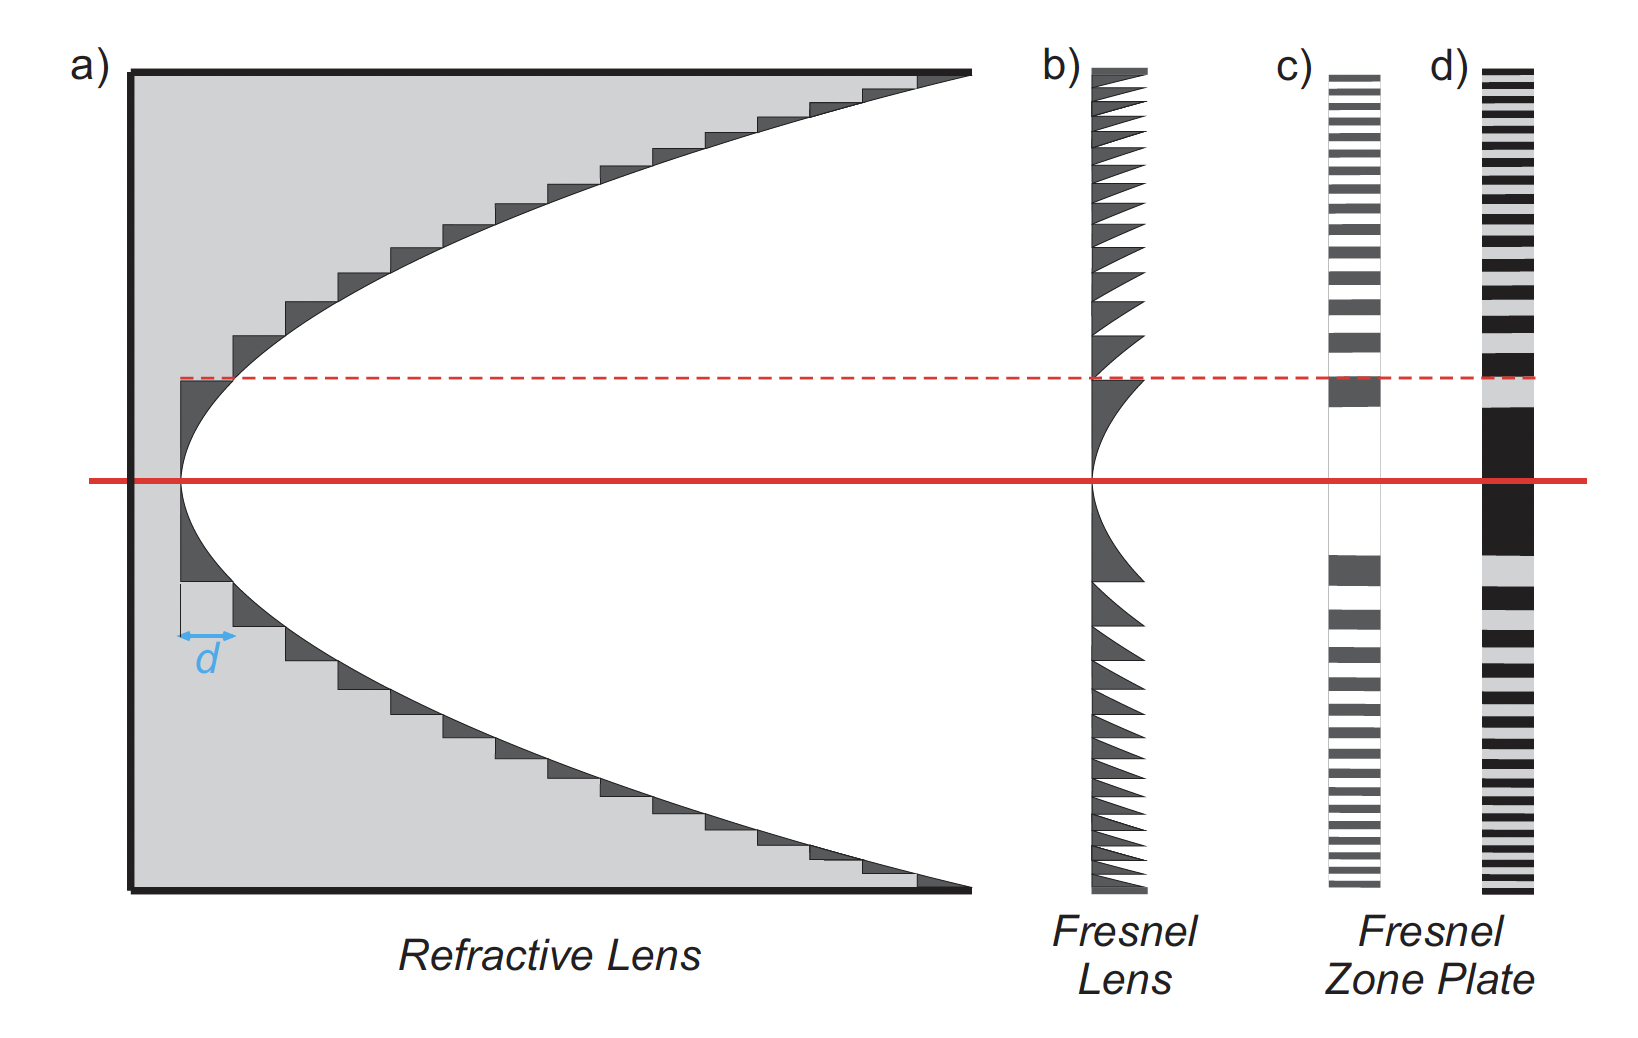 a)
b)
c)
d)
d
Refractive Lens
Fresnel
Lens
Fresnel
Zone Plate